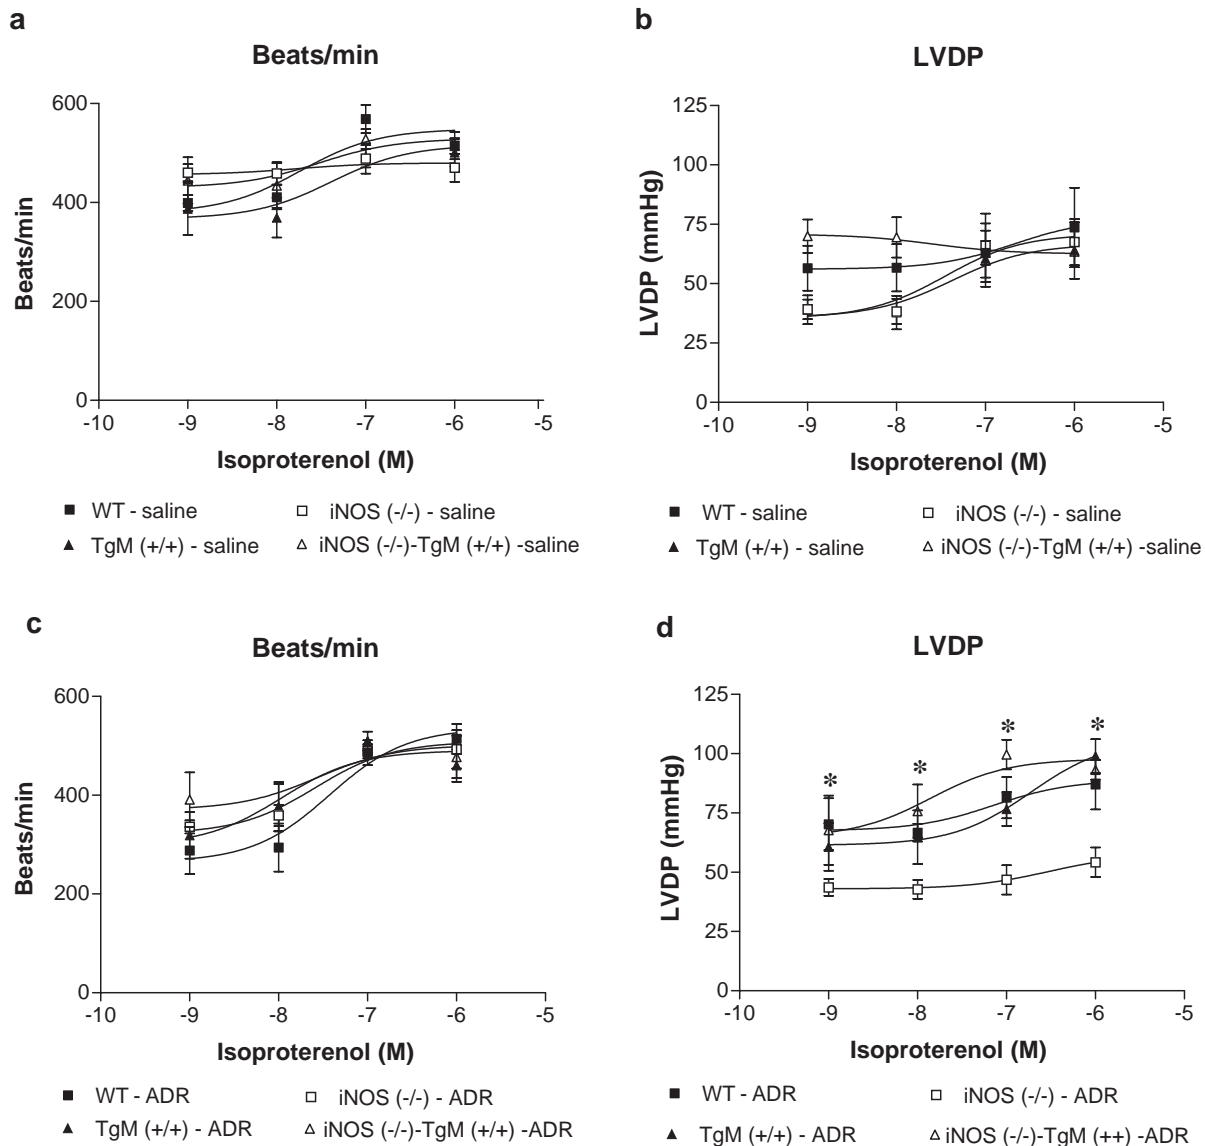 a
Beats/min
600
400
200
0
Beats/min
-10 -9 -8 -7 -6 -5
Isoproterenol (M)
WT - saline
iNOS (-/-) - saline
TgM (+/+) - saline
iNOS (-/-)-TgM (+/+) -saline
b
LVDP
125
100
75
50
25
0
LVDP (mmHg)
-10 -9 -8 -7 -6 -5
Isoproterenol (M)
WT - saline
iNOS (-/-) - saline
TgM (+/+) - saline
iNOS (-/-)-TgM (+/+) -saline
c
Beats/min
600
400
200
0
Beats/min
-10 -9 -8 -7 -6 -5
Isoproterenol (M)
WT - ADR
iNOS (-/-) - ADR
TgM (+/+) - ADR
iNOS (-/-)-TgM (+/+) -ADR
d
LVDP
125
100
75
50
25
0
LVDP (mmHg)
* * * *
-10 -9 -8 -7 -6 -5
Isoproterenol (M)
WT - ADR
iNOS (-/-) - ADR
TgM (+/+) - ADR
iNOS (-/-)-TgM (++) -ADR